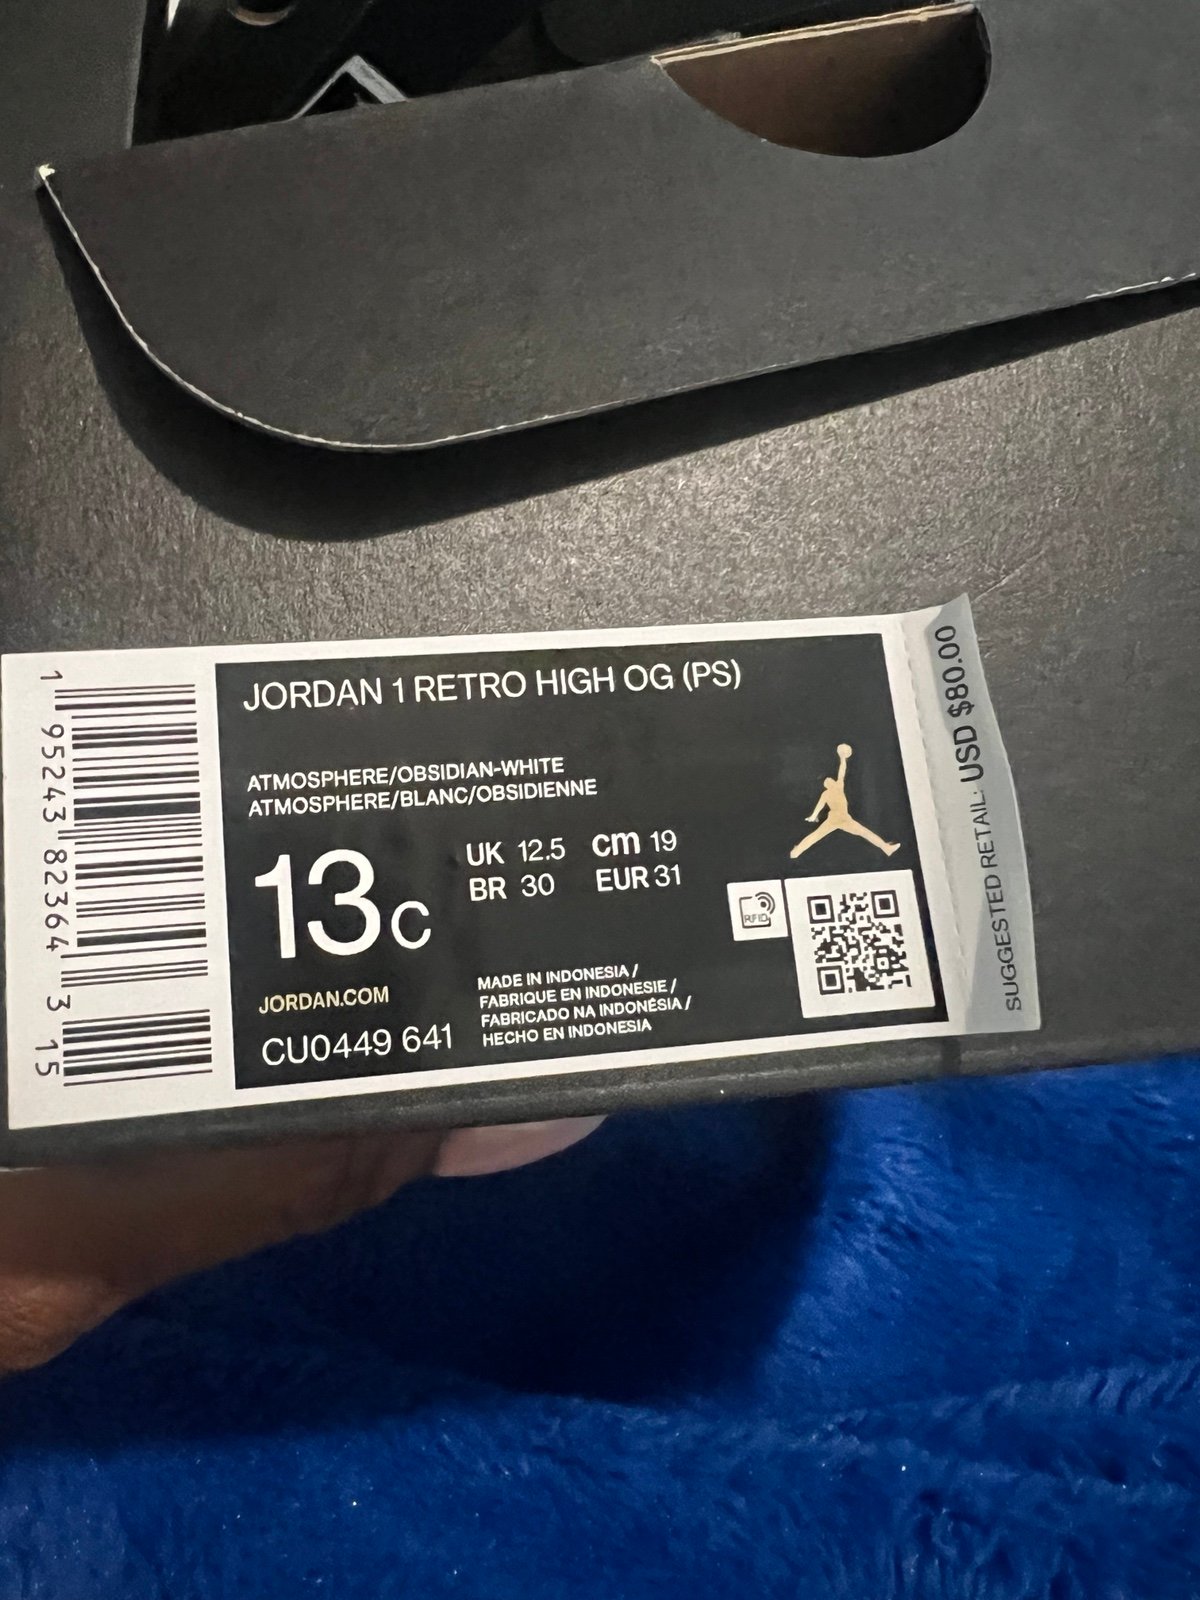 JORDAN 1 RETRO HIGH OG (PS)
ATMOSPHERE/OBSIDIAN-WHITE
ATMOSPHERE/BLANC/OBSIDIENNE
13C
UK 12.5 cm 19
BR 30 EUR 31
JORDAN.COM
CU0449 641
MADE IN INDONESIA /
FABRIQUE EN INDONESIE /
FABRICADO NA INDONÉSIA /
HECHO EN INDONESIA
RFID
1 95243 82364 3 15
SUGGESTED RETAIL: USD $80.00